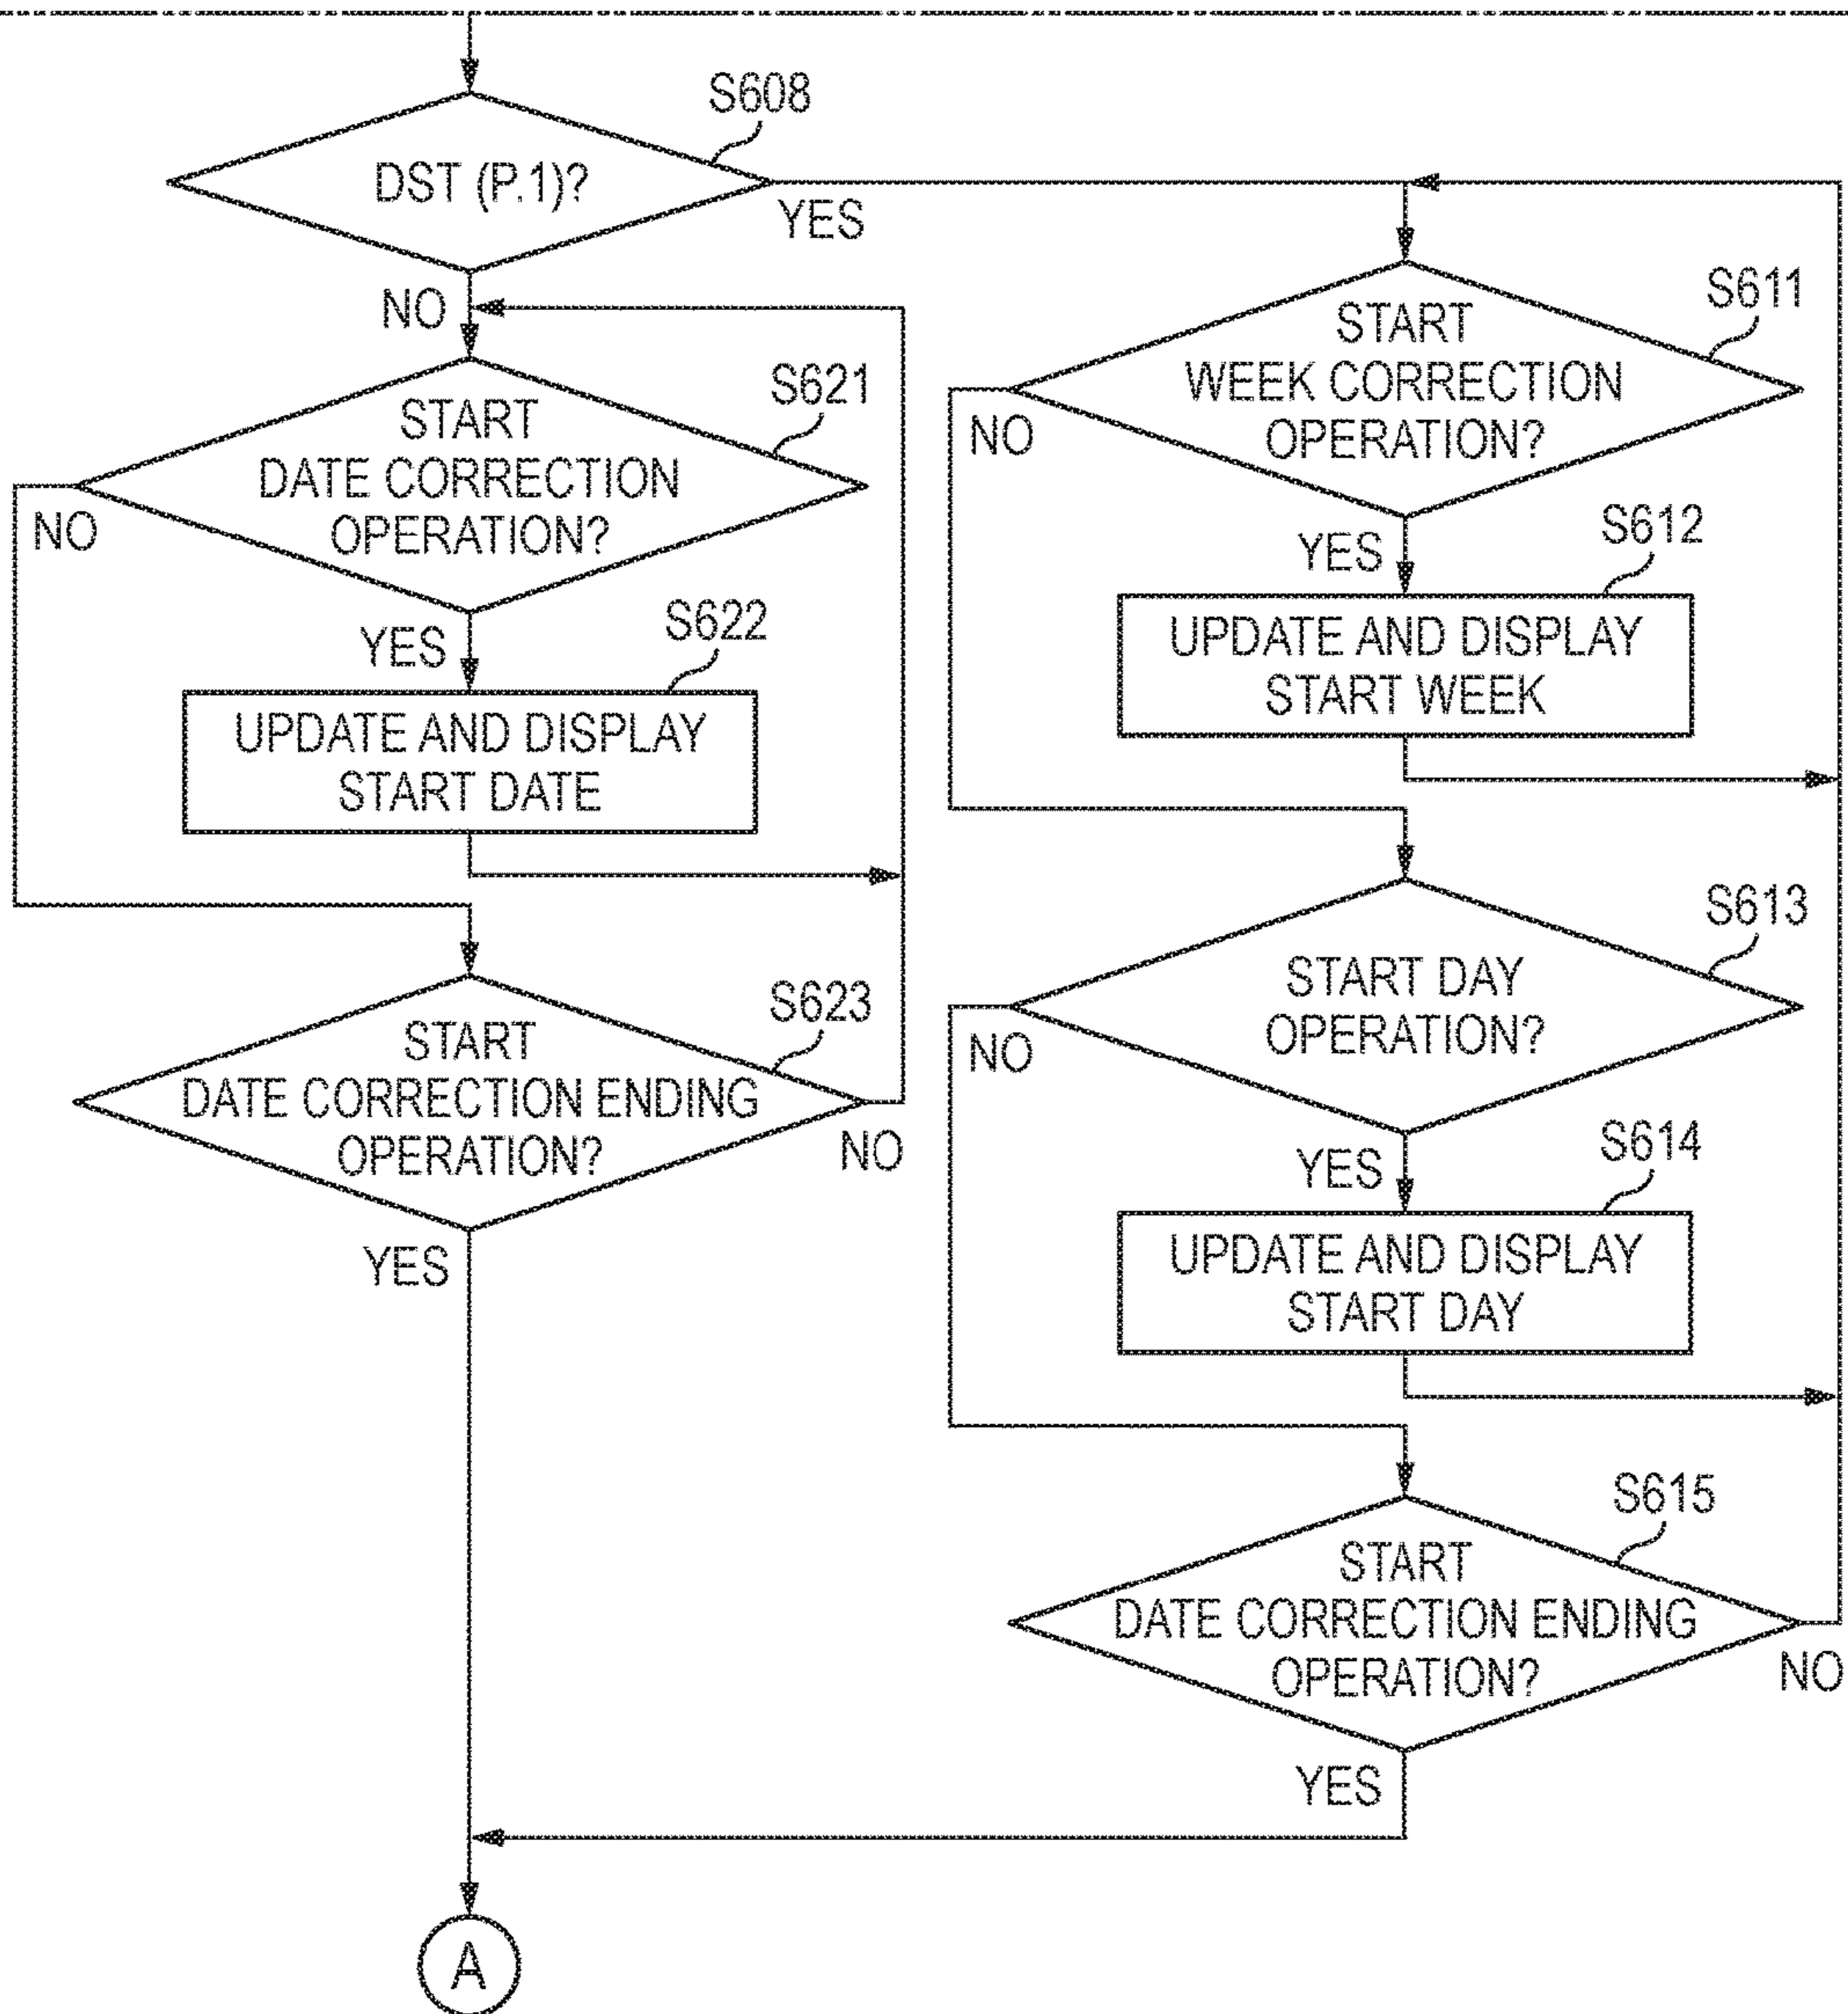 S608
DST (P.1)?
YES
NO
S621
START
DATE CORRECTION
OPERATION?
NO
YES
S622
UPDATE AND DISPLAY
START DATE
S623
START
DATE CORRECTION ENDING
OPERATION?
NO
YES
S611
START
WEEK CORRECTION
OPERATION?
NO
YES
S612
UPDATE AND DISPLAY
START WEEK
S613
START DAY
OPERATION?
NO
YES
S614
UPDATE AND DISPLAY
START DAY
S615
START
DATE CORRECTION ENDING
OPERATION?
NO
YES
A